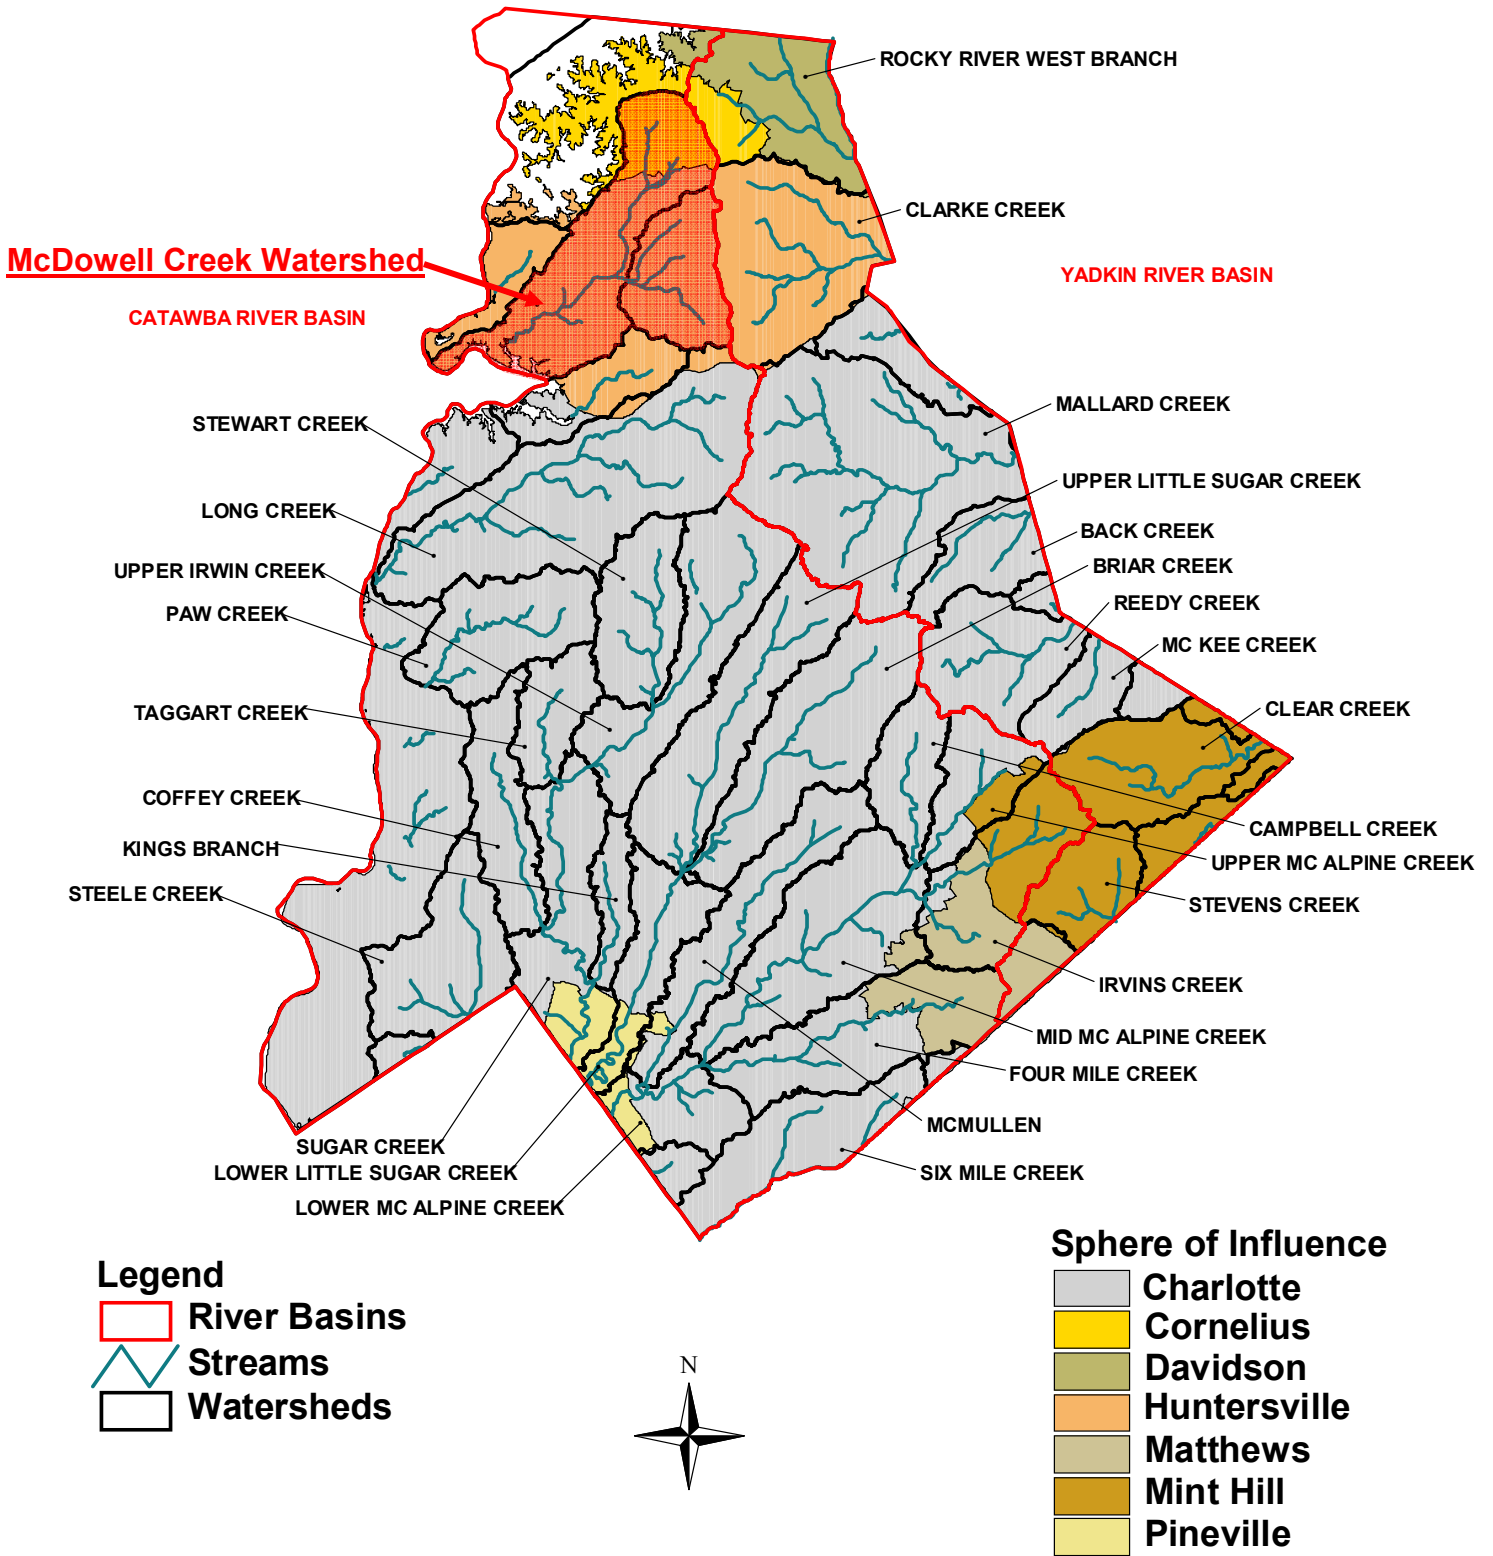 ROCKY RIVER WEST BRANCH
CLARKE CREEK
McDowell Creek Watershed
YADKIN RIVER BASIN
CATAWBA RIVER BASIN
MALLARD CREEK
STEWART CREEK
UPPER LITTLE SUGAR CREEK
LONG CREEK
BACK CREEK
BRIAR CREEK
UPPER IRWIN CREEK
REEDY CREEK
PAW CREEK
MC KEE CREEK
CLEAR CREEK
TAGGART CREEK
COFFEY CREEK
CAMPBELL CREEK
KINGS BRANCH
UPPER MC ALPINE CREEK
STEELE CREEK
STEVENS CREEK
IRVINS CREEK
MID MC ALPINE CREEK
FOUR MILE CREEK
MCMULLEN
SUGAR CREEK
LOWER LITTLE SUGAR CREEK
SIX MILE CREEK
LOWER MC ALPINE CREEK
Legend
River Basins
Streams
Watersheds
N
Sphere of Influence
Charlotte
Cornelius
Davidson
Huntersville
Matthews
Mint Hill
Pineville